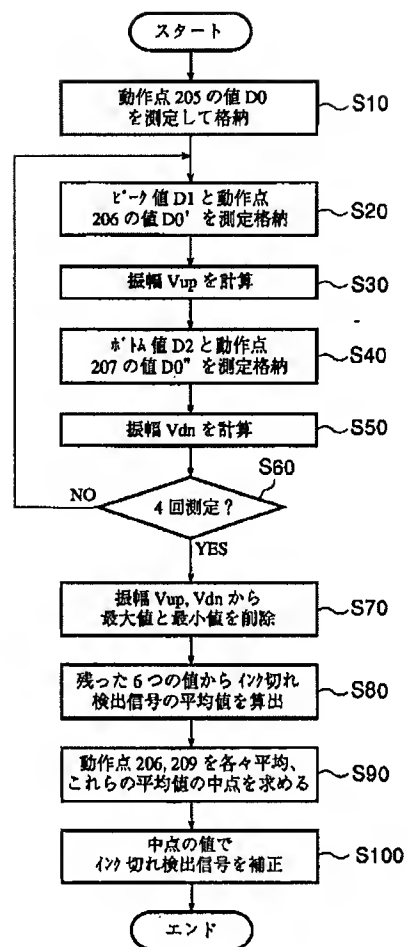 スタート
動作点 205 の値 D0
を測定して格納
S10
ﾋﾟｰｸ 値 D1 と動作点
206 の値 D0' を測定格納
S20
振幅 Vup を計算
S30
ﾎﾞﾄﾑ 値 D2 と動作点
207 の値 D0" を測定格納
S40
振幅 Vdn を計算
S50
S60
NO
4 回測定？
YES
振幅 Vup, Vdn から
最大値と最小値を削除
S70
残った 6 つの値から ｲﾝｸ 切れ
検出信号の平均値を算出
S80
動作点 206, 209 を各々平均、
これらの平均値の中点を求める
S90
中点の値で
ｲﾝｸ 切れ検出信号を補正
S100
エンド